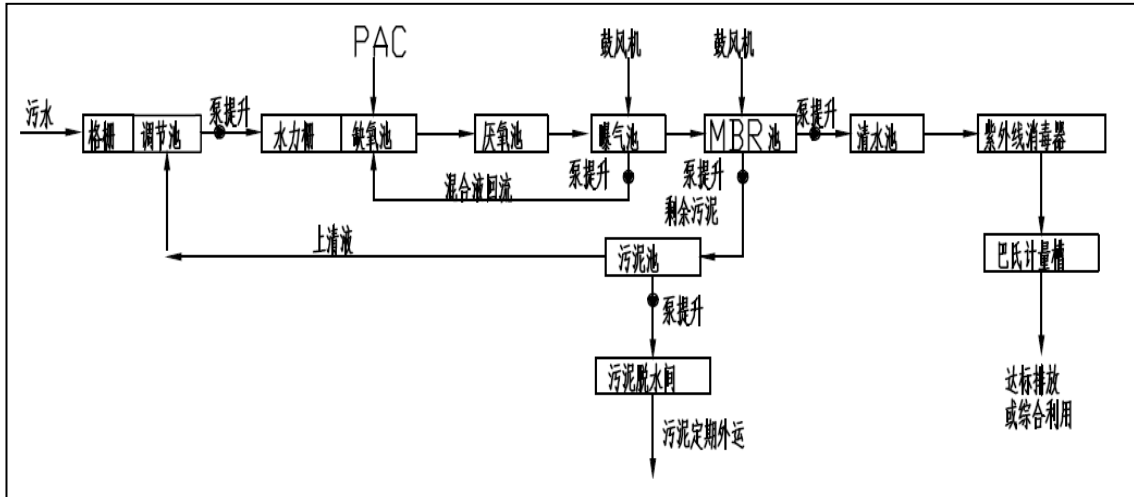 PAC
鼓风机
鼓风机
污水
格栅
调节池
泵提升
水力栅
缺氧池
厌氧池
曝气池
MBR池
泵提升
清水池
紫外线消毒器
混合液回流
泵提升
泵提升
剩余污泥
上清液
污泥池
巴氏计量槽
泵提升
污泥脱水间
达标排放
或综合利用
污泥定期外运